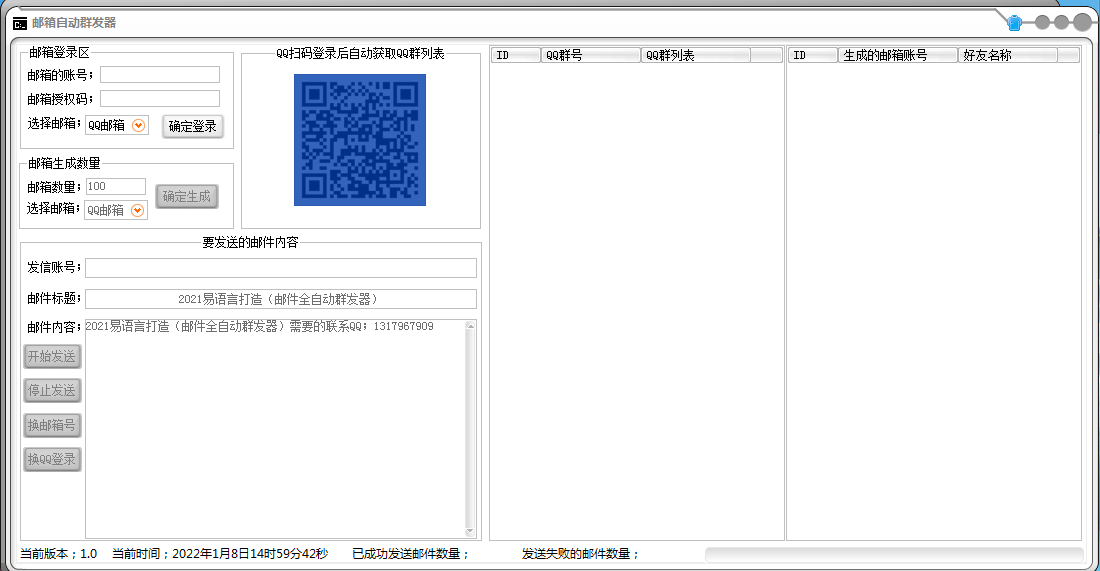 邮箱自动群发器
邮箱登录区
邮箱的账号；
邮箱授权码；
选择邮箱；QQ邮箱 确定登录
邮箱生成数量
邮箱数量；100
选择邮箱；QQ邮箱
确定生成
QQ扫码登录后自动获取QQ群列表
ID QQ群号 QQ群列表
ID 生成的邮箱账号 好友名称
要发送的邮件内容
发信账号；
邮件标题；2021易语言打造（邮件全自动群发器）
邮件内容；2021易语言打造（邮件全自动群发器）需要的联系QQ；1317967909
开始发送
停止发送
换邮箱号
换QQ登录
当前版本；1.0 当前时间；2022年1月8日14时59分42秒 已成功发送邮件数量； 发送失败的邮件数量；